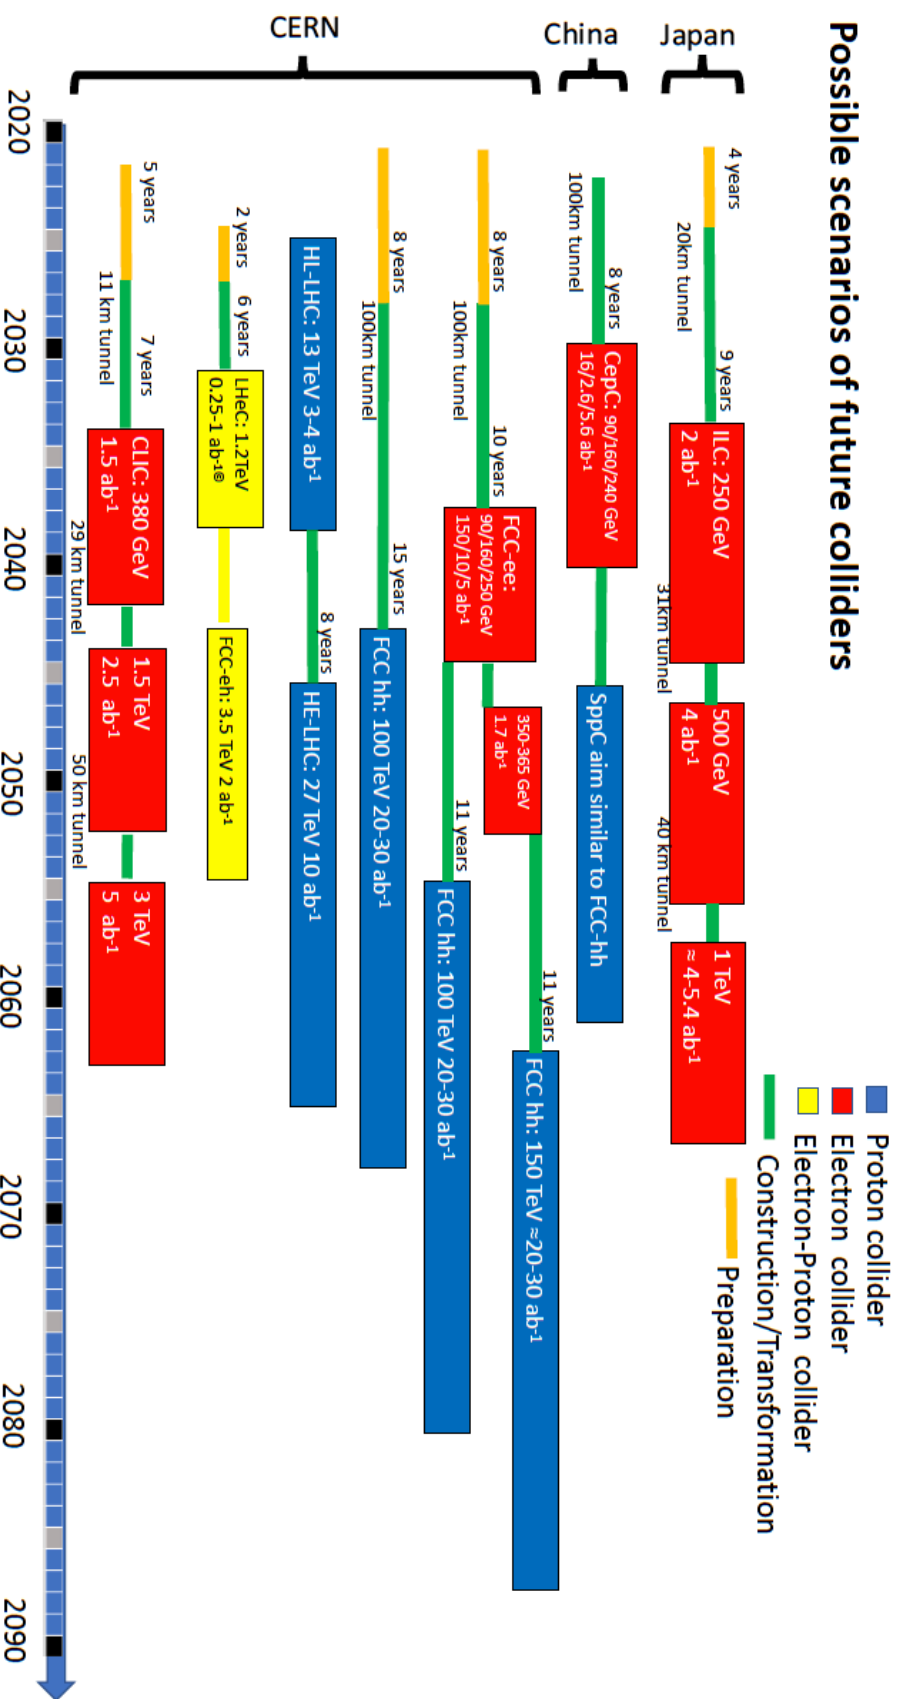 Possible scenarios of future colliders
Proton collider
Electron collider
Electron-Proton collider
Construction/Transformation
Preparation
Japan
4 years
20km tunnel
9 years
ILC: 250 GeV
2 ab-1
31km tunnel
500 GeV
4 ab-1
40 km tunnel
1 TeV
≈ 4-5.4 ab-1
China
100km tunnel
8 years
CepC: 90/160/240 GeV
16/2.6/5.6 ab-1
SppC aim similar to FCC-hh
CERN
8 years
100km tunnel
10 years
FCC-ee:
90/160/250 GeV
150/10/5 ab-1
350-365 GeV
1.7 ab-1
11 years
FCC hh: 150 TeV ≈20-30 ab-1
11 years
FCC hh: 100 TeV 20-30 ab-1
8 years
100km tunnel
15 years
FCC hh: 100 TeV 20-30 ab-1
HL-LHC: 13 TeV 3-4 ab-1
8 years
HE-LHC: 27 TeV 10 ab-1
2 years
6 years
LHeC: 1.2TeV
0.25-1 ab-1®
FCC-eh: 3.5 TeV 2 ab-1
5 years
11 km tunnel
7 years
CLIC: 380 GeV
1.5 ab-1
29 km tunnel
1.5 TeV
2.5 ab-1
50 km tunnel
3 TeV
5 ab-1
2020
2030
2040
2050
2060
2070
2080
2090